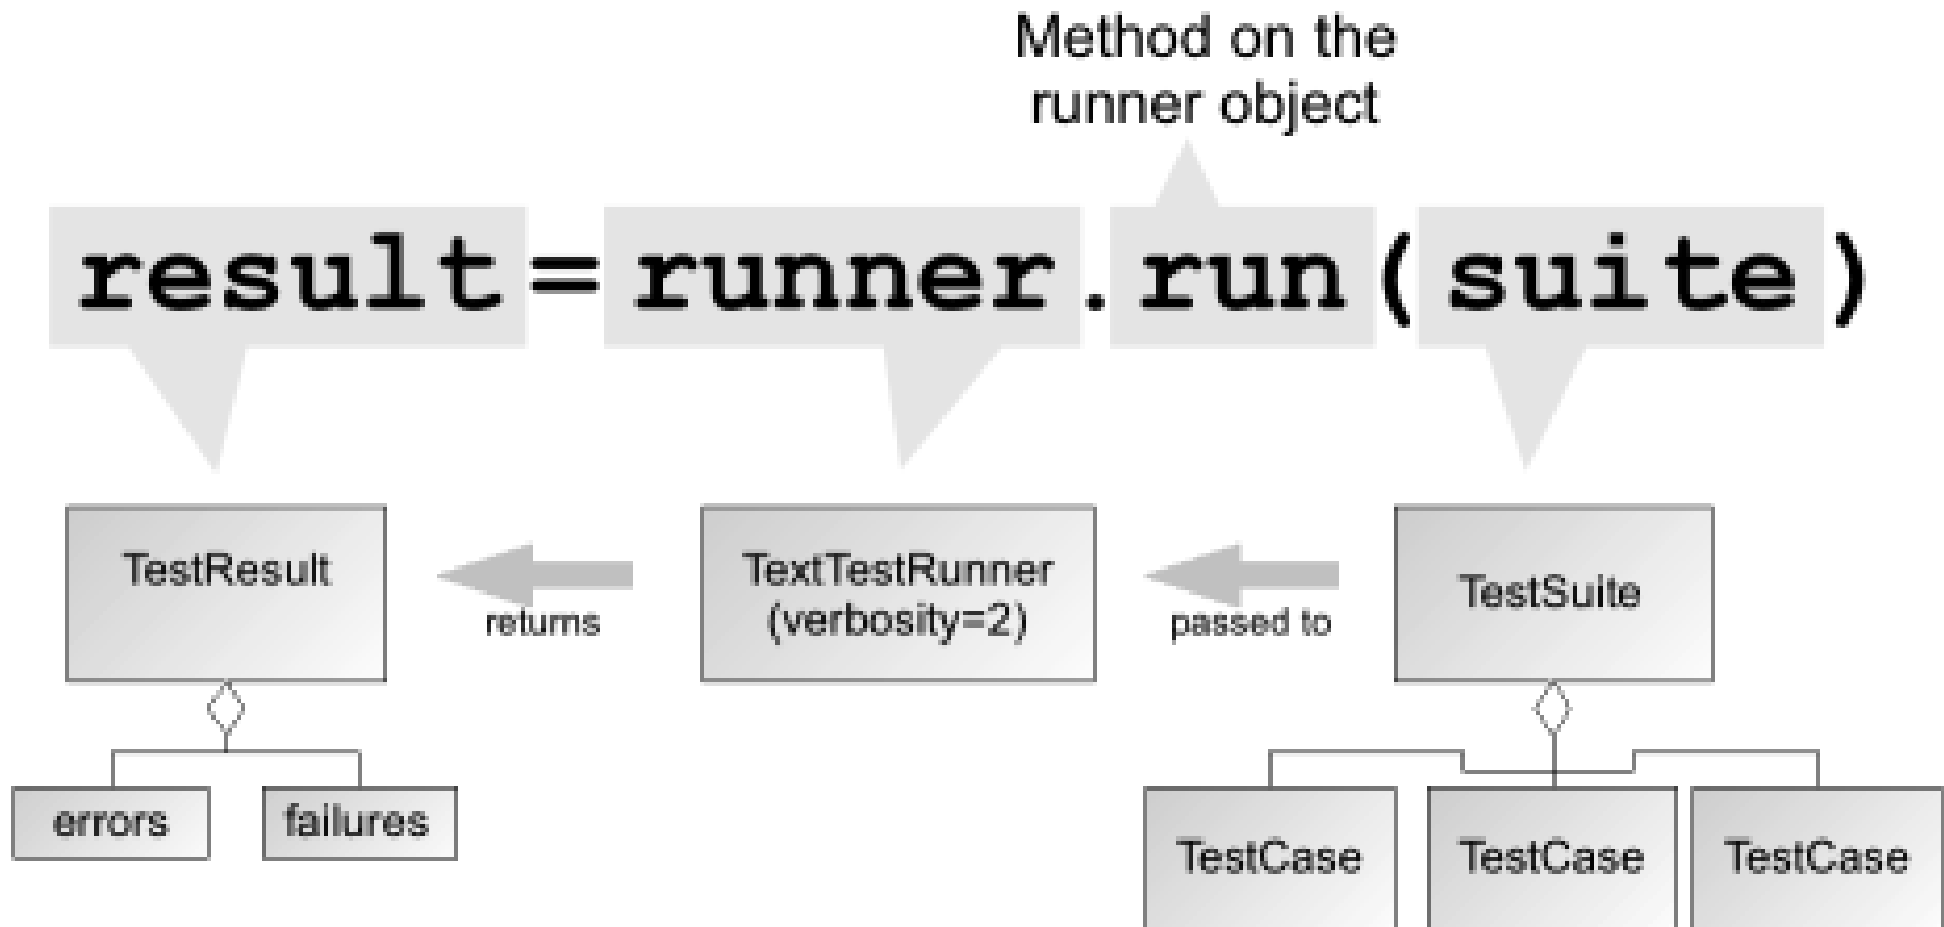 Method on the
runner object
result=runner.run(suite)
TestResult
returns
TextTestRunner
(verbosity=2)
passed to
TestSuite
errors
failures
TestCase
TestCase
TestCase